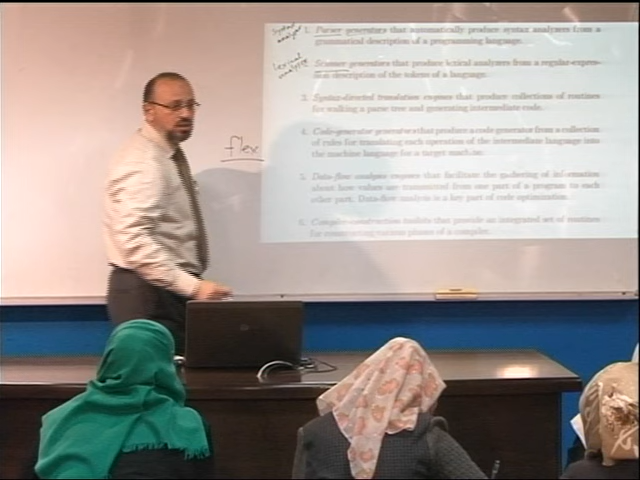 Syntax
analyzer
1. Parser generators that automatically produce syntax analyzers from a
grammatical description of a programming language.
Lexical
analyzer
2. Scanner generators that produce lexical analyzers from a regular-expres-
sion description of the tokens of a language.
3. Syntax-directed translation engines that produce collections of routines
for walking a parse tree and generating intermediate code.
flex
4. Code-generator generators that produce a code generator from a collection
of rules for translating each operation of the intermediate language into
the machine language for a target machine.
5. Data-flow analysis engines that facilitate the gathering of information
about how values are transmitted from one part of a program to each
other part. Data-flow analysis is a key part of code optimization.
6. Compiler-construction toolkits that provide an integrated set of routines
for constructing various phases of a compiler.